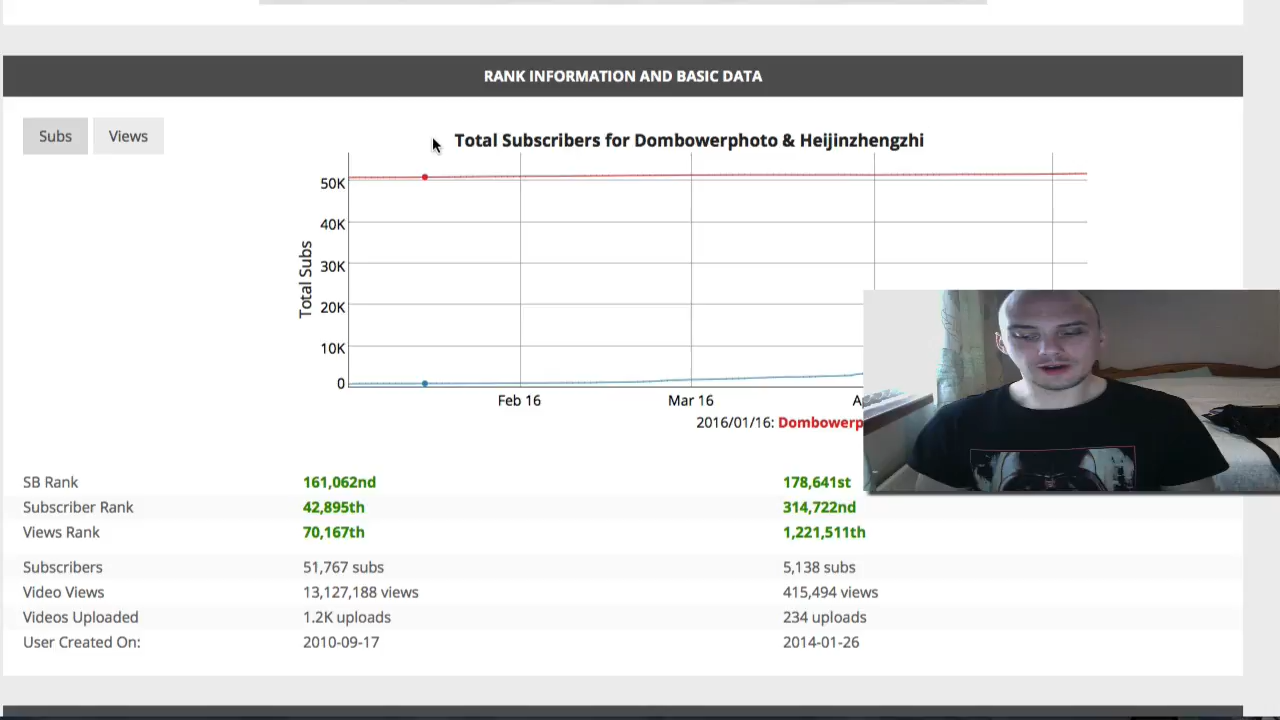 RANK INFORMATION AND BASIC DATA
Subs
Views
Total Subscribers for Dombowerphoto & Heijinzhengzhi
Total Subs
50K
40K
30K
20K
10K
0
Feb 16
Mar 16
2016/01/16: Dombowerp
SB Rank 161,062nd 178,641st
Subscriber Rank 42,895th 314,722nd
Views Rank 70,167th 1,221,511th
Subscribers 51,767 subs 5,138 subs
Video Views 13,127,188 views 415,494 views
Videos Uploaded 1.2K uploads 234 uploads
User Created On: 2010-09-17 2014-01-26